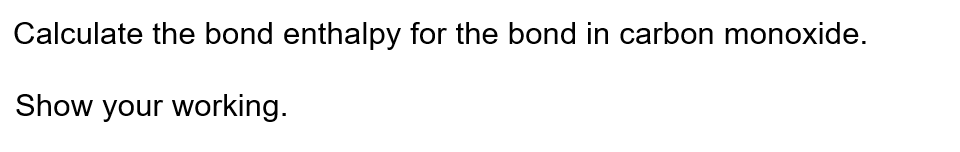 Calculate the bond enthalpy for the bond in carbon monoxide.
Show your working.